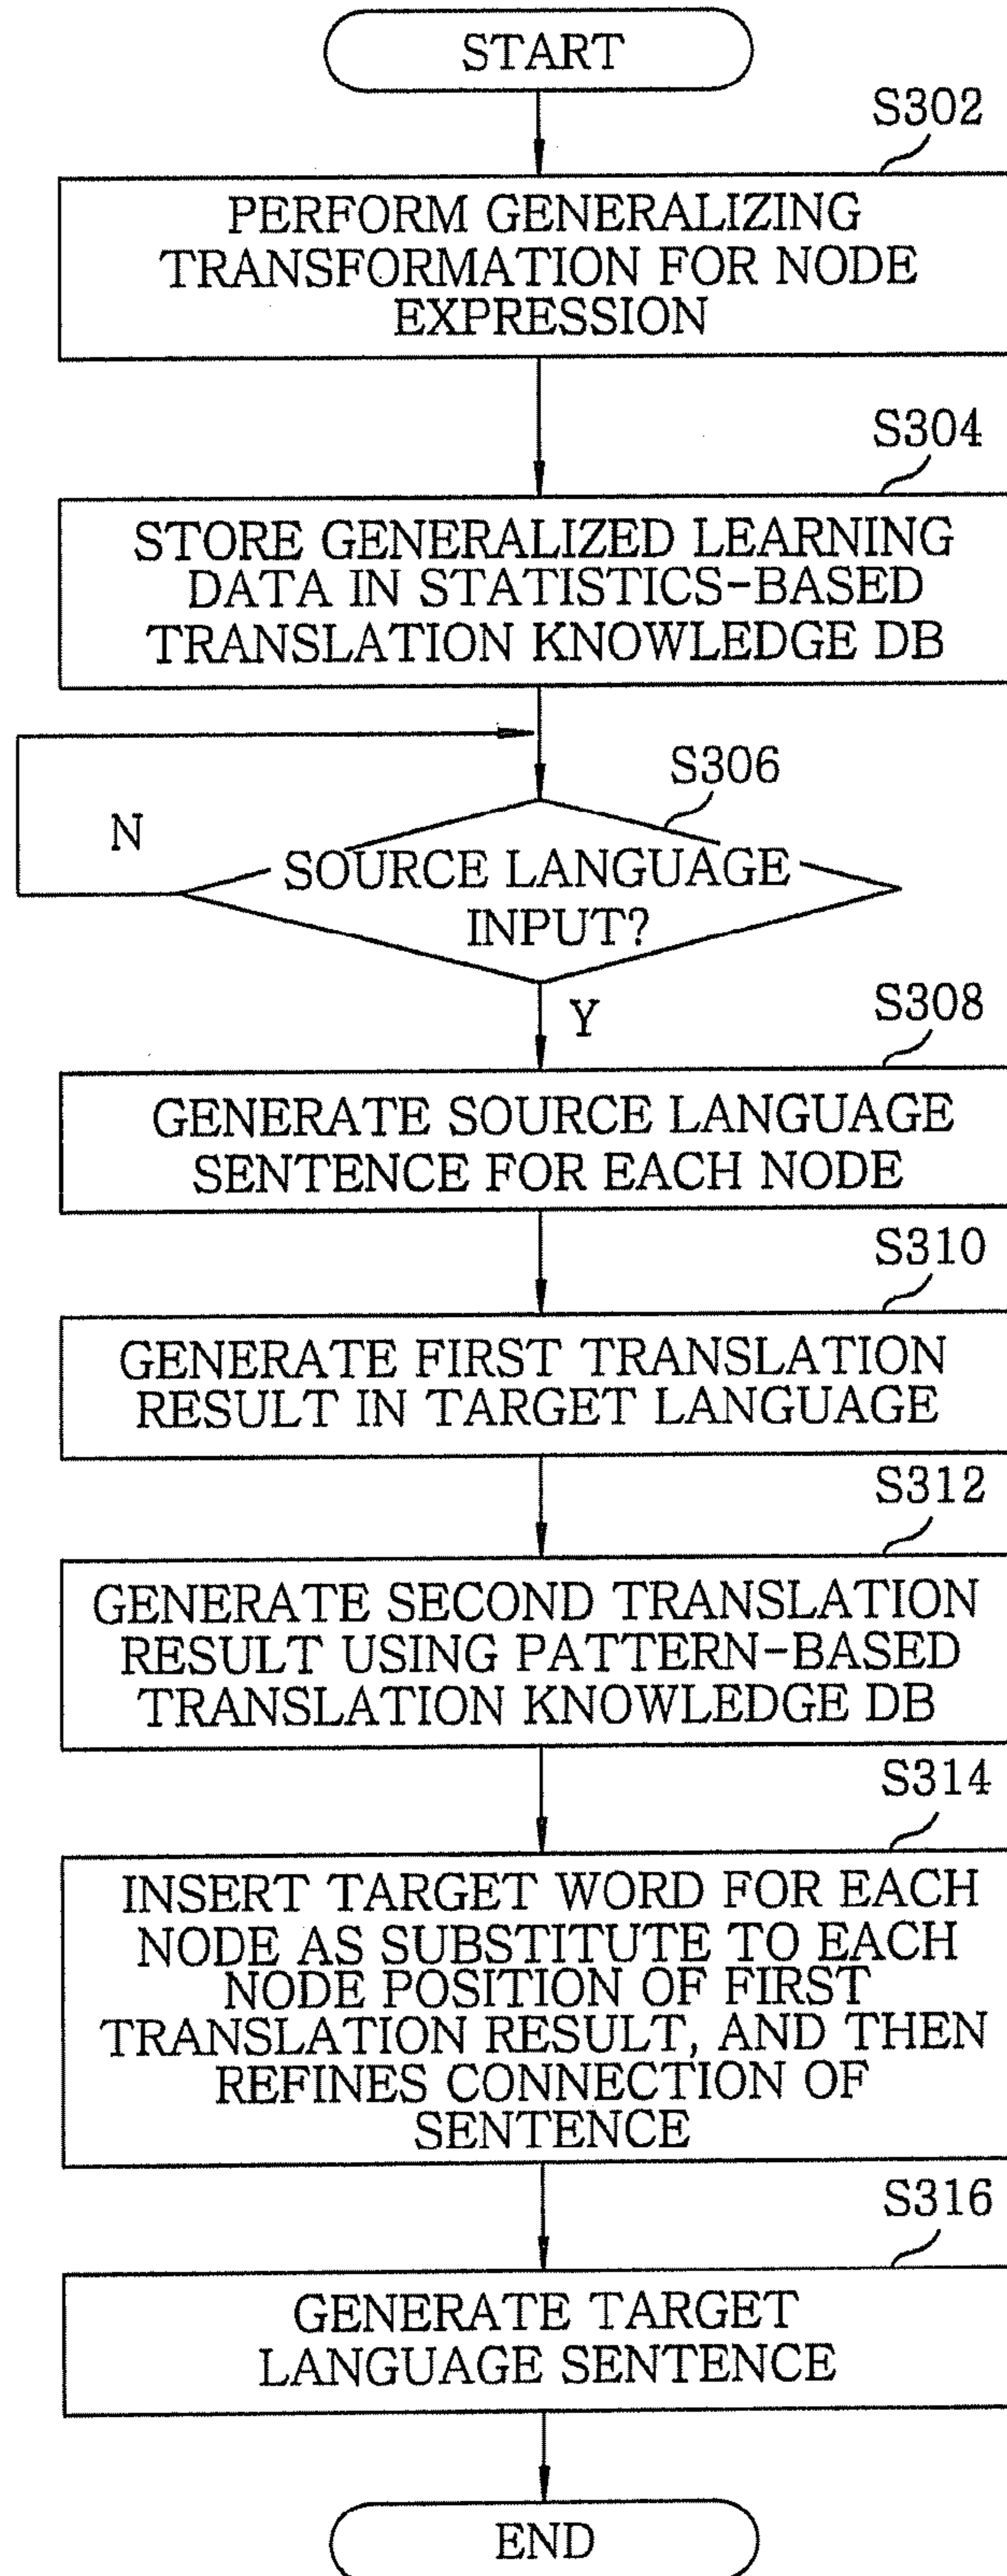 START
S302
PERFORM GENERALIZING
TRANSFORMATION FOR NODE
EXPRESSION
S304
STORE GENERALIZED LEARNING
DATA IN STATISTICS-BASED
TRANSLATION KNOWLEDGE DB
S306
N
SOURCE LANGUAGE
INPUT?
Y
S308
GENERATE SOURCE LANGUAGE
SENTENCE FOR EACH NODE
S310
GENERATE FIRST TRANSLATION
RESULT IN TARGET LANGUAGE
S312
GENERATE SECOND TRANSLATION
RESULT USING PATTERN-BASED
TRANSLATION KNOWLEDGE DB
S314
INSERT TARGET WORD FOR EACH
NODE AS SUBSTITUTE TO EACH
NODE POSITION OF FIRST
TRANSLATION RESULT, AND THEN
REFINES CONNECTION OF
SENTENCE
S316
GENERATE TARGET
LANGUAGE SENTENCE
END